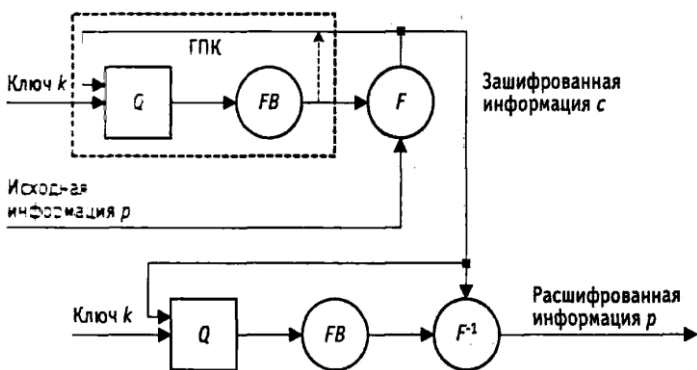 ГПК
Ключ k
Q
FB
F
Зашифрованная
информация c
Исходная
информация p
Ключ k
Q
FB
F⁻¹
Расшифрованная
информация p